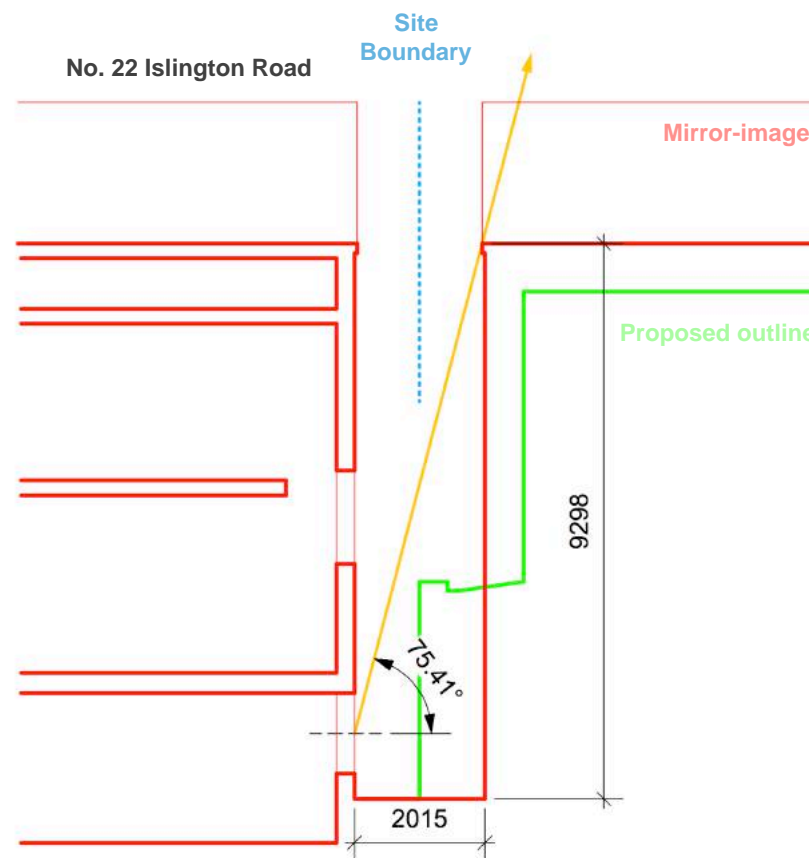 Site
Boundary
No. 22 Islington Road
Mirror-image
Proposed outline
9298
75.41°
2015